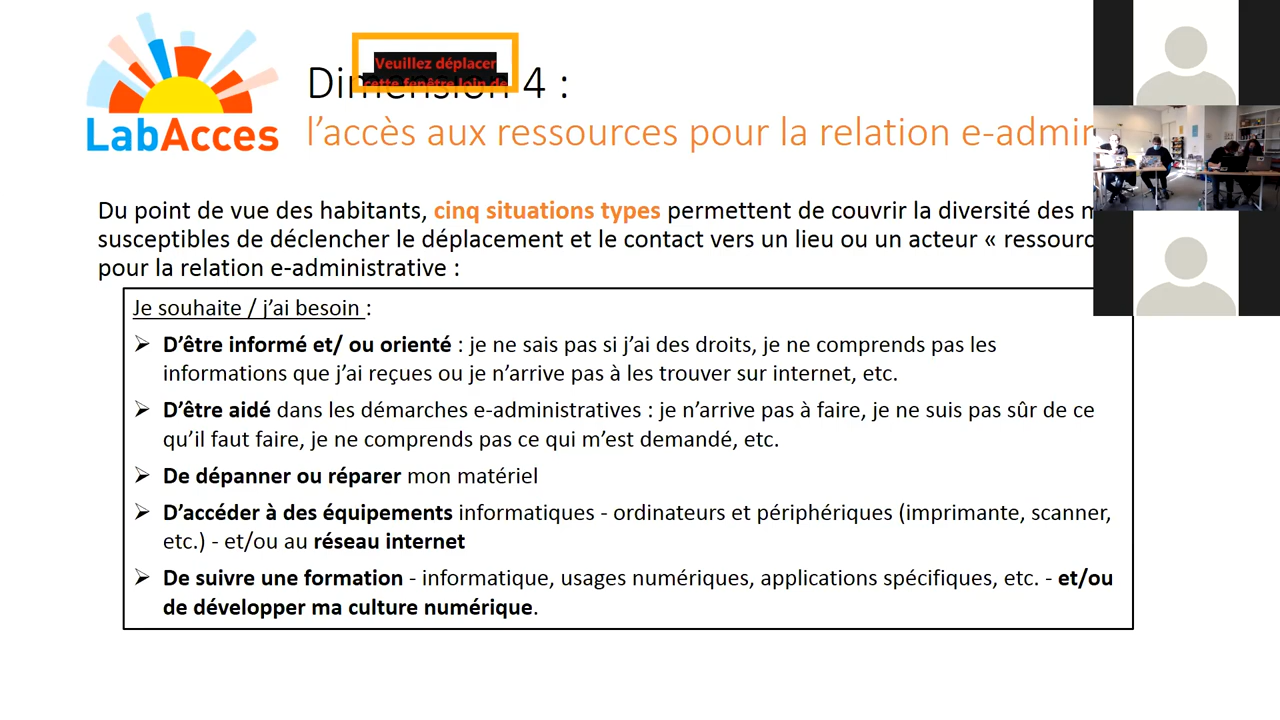 LabAcces
Veuillez déplacer
cette fenêtre loin de
Dimension 4 :
l’accès aux ressources pour la relation
Du point de vue des habitants, cinq situations types permettent de couvrir la diversité des
susceptibles de déclencher le déplacement et le contact vers un lieu ou un acteur «
pour la relation e-administrative :
Je souhaite / j’ai besoin :
➢ D’être informé et/ ou orienté : je ne sais pas si j’ai des droits, je ne comprends pas les
informations que j’ai reçues ou je n’arrive pas à les trouver sur internet, etc.
➢ D’être aidé dans les démarches e-administratives : je n’arrive pas à faire, je ne suis pas sûr de ce
qu’il faut faire, je ne comprends pas ce qui m’est demandé, etc.
➢ De dépanner ou réparer mon matériel
➢ D’accéder à des équipements informatiques - ordinateurs et périphériques (imprimante, scanner,
etc.) - et/ou au réseau internet
➢ De suivre une formation - informatique, usages numériques, applications spécifiques, etc. - et/ou
de développer ma culture numérique.